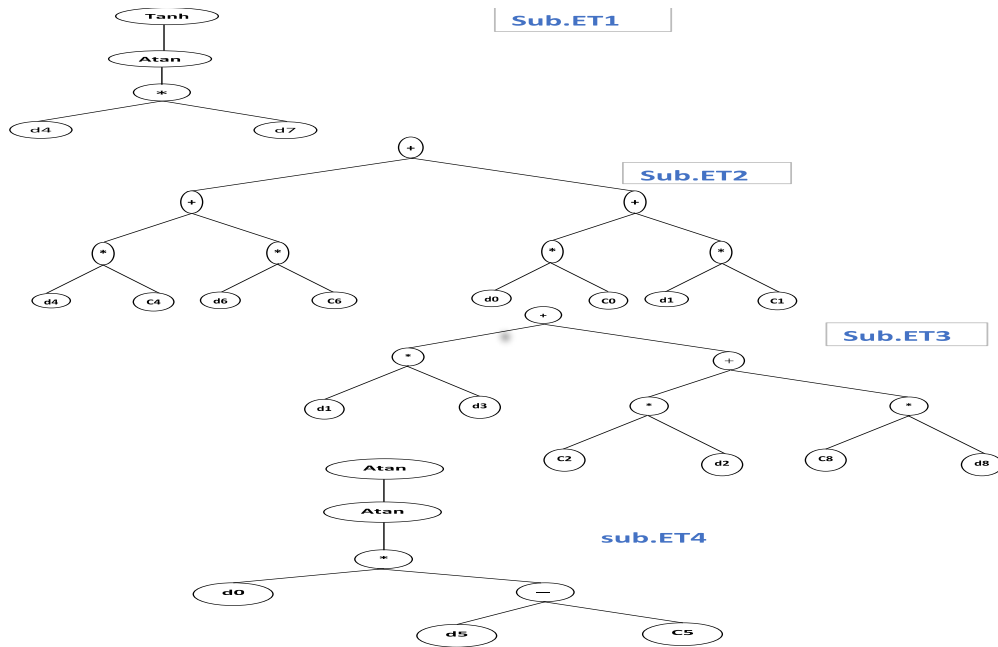 Tanh
Sub.ET1
Atan
*
d4 d7
+
Sub.ET2
+ +
* * * *
d4 C4 d6 C6 d0 C0 d1 C1
+
Sub.ET3
* +
d1 d3 * *
C2 d2 C8 d8
Atan
Atan
sub.ET4
*
d0 —
d5 C5